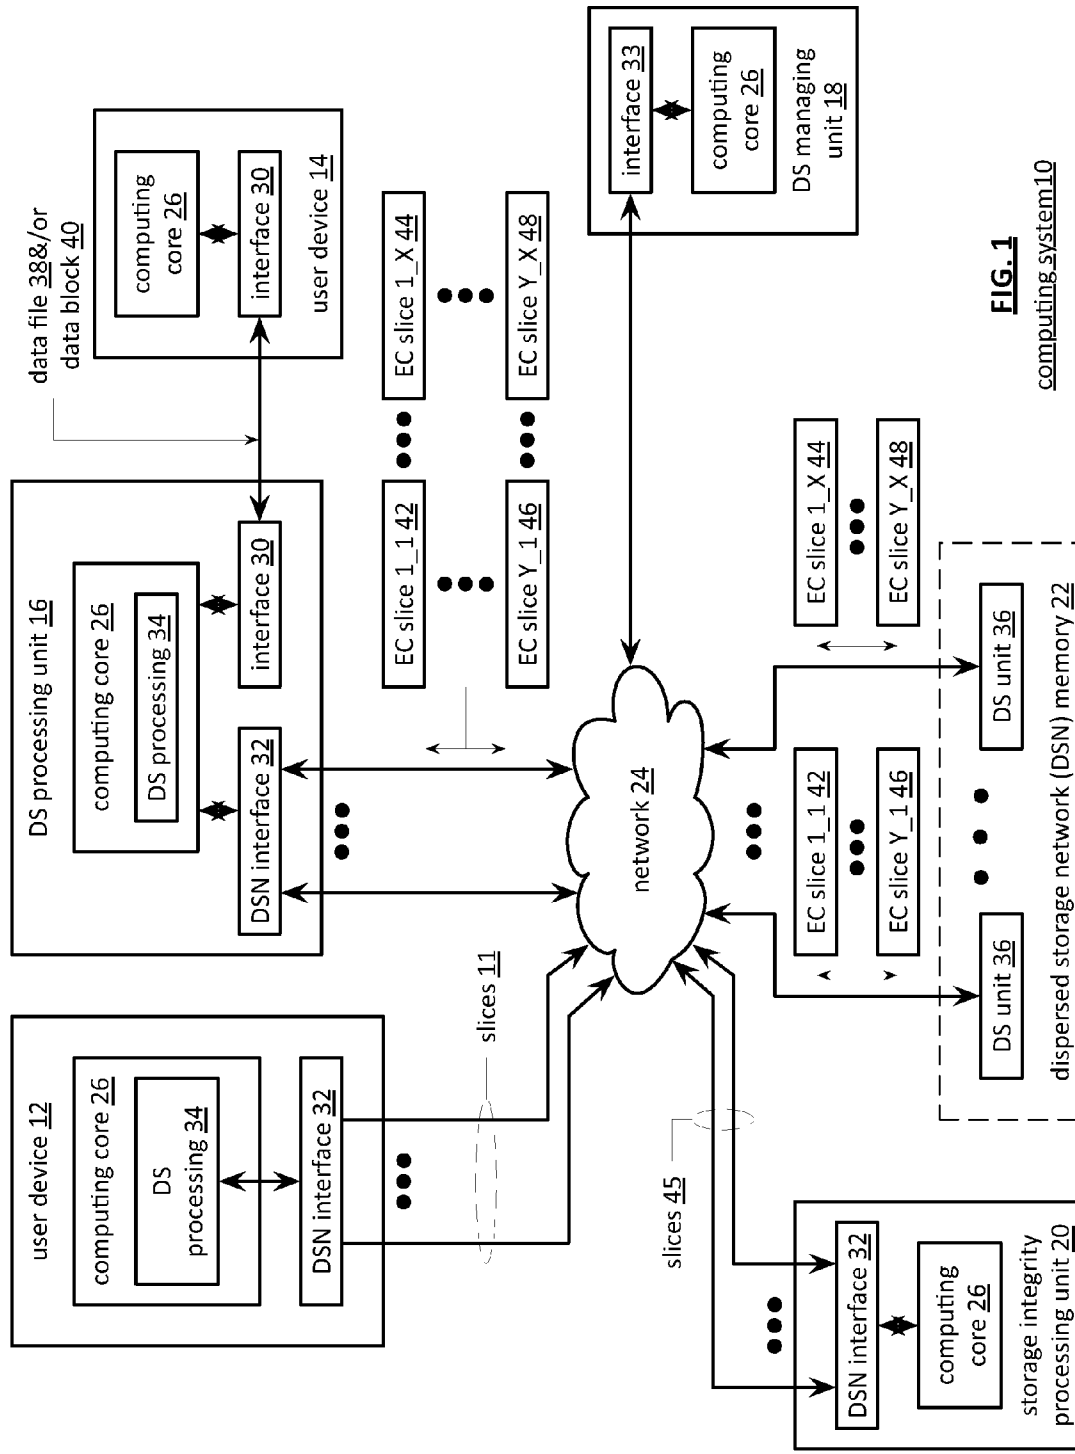 user device 12
computing core 26
DS
processing 34
DSN interface 32
slices 11
DS processing unit 16
computing core 26
DS processing 34
DSN interface 32
interface 30
data file 38&/or
data block 40
computing
core 26
interface 30
user device 14
EC slice 1_1 42
EC slice 1_X 44
EC slice Y_1 46
EC slice Y_X 48
network 24
interface 33
computing
core 26
DS managing
unit 18
slices 45
DSN interface 32
computing
core 26
storage integrity
processing unit 20
EC slice 1_1 42
EC slice Y_1 46
EC slice 1_X 44
EC slice Y_X 48
DS unit 36
DS unit 36
dispersed storage network (DSN) memory 22
FIG. 1
computing system10